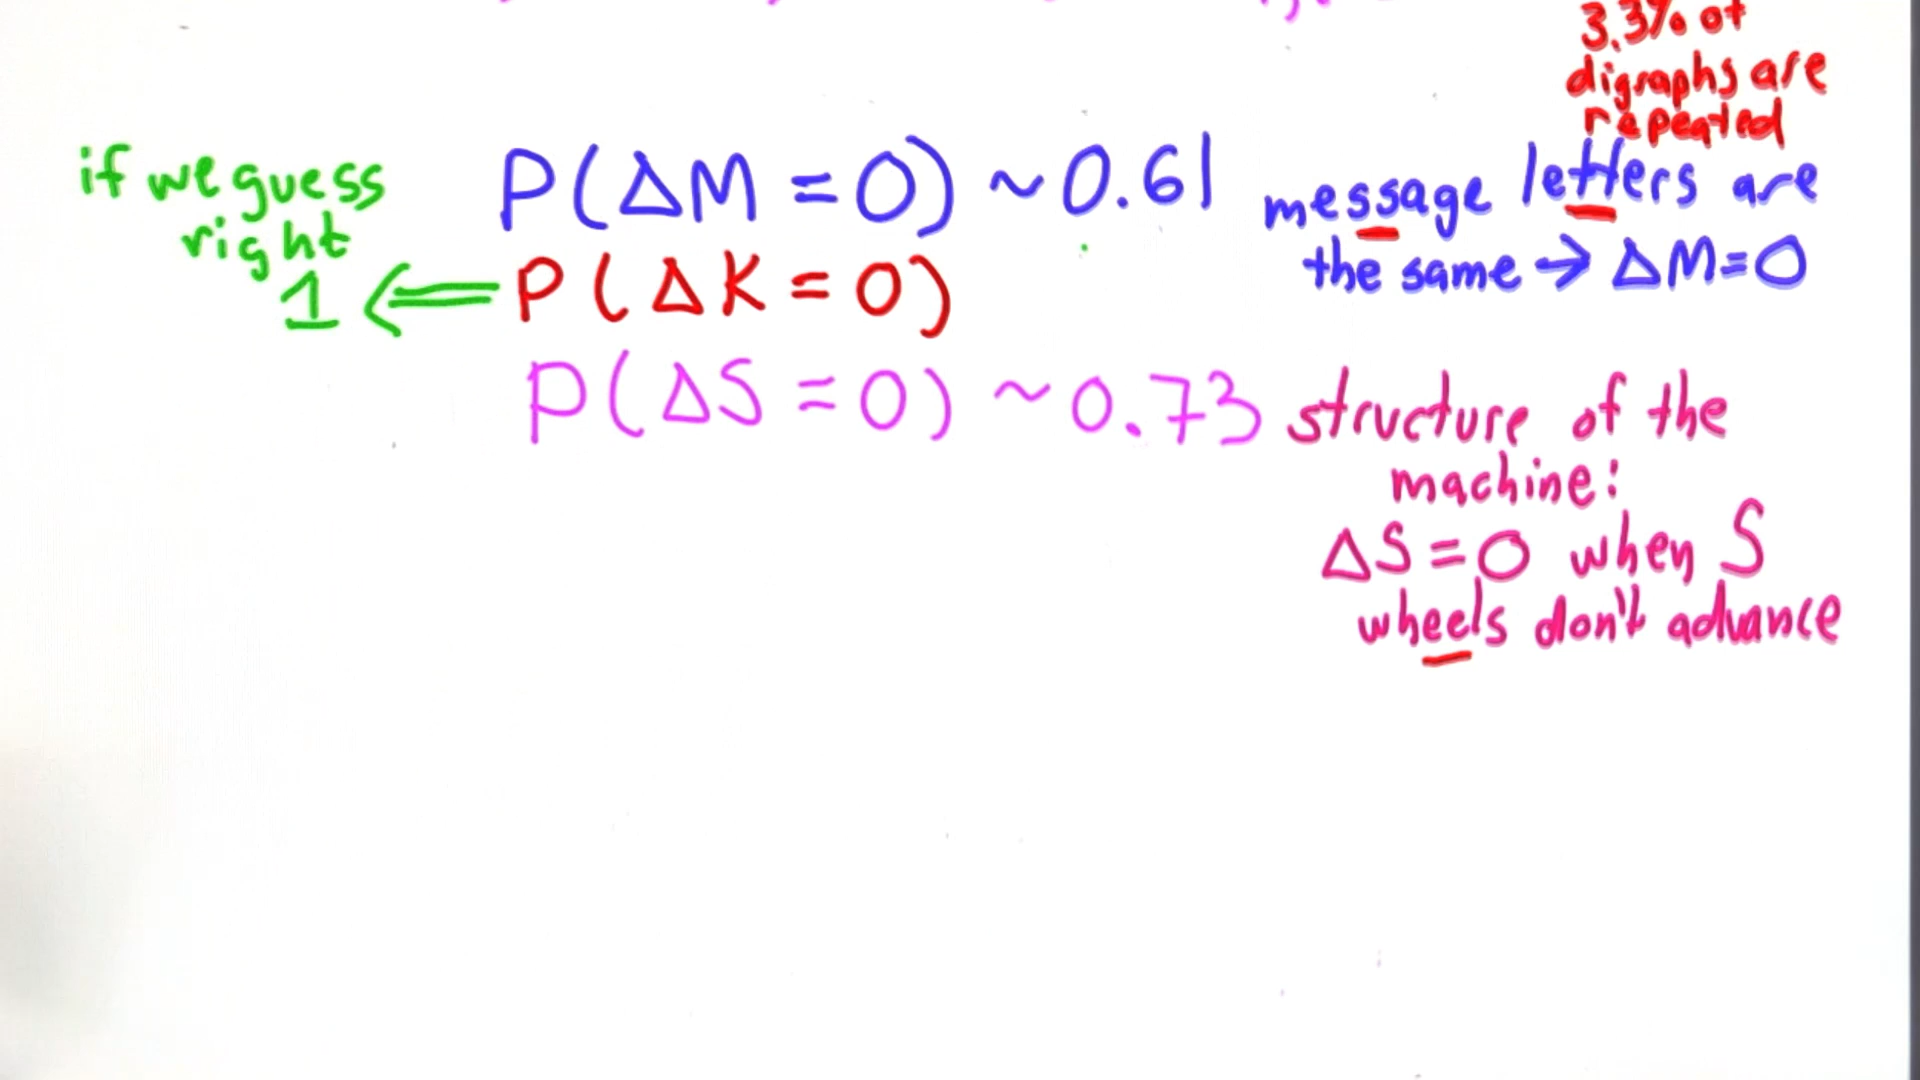 3.3% of
digraphs are
repeated
if we guess
right
P(ΔM = 0) ~ 0.61
message letters are
the same → ΔM = 0
1 ⇐ P(ΔK = 0)
P(ΔS = 0) ~ 0.73
structure of the
machine:
ΔS = 0 when S
wheels don't advance